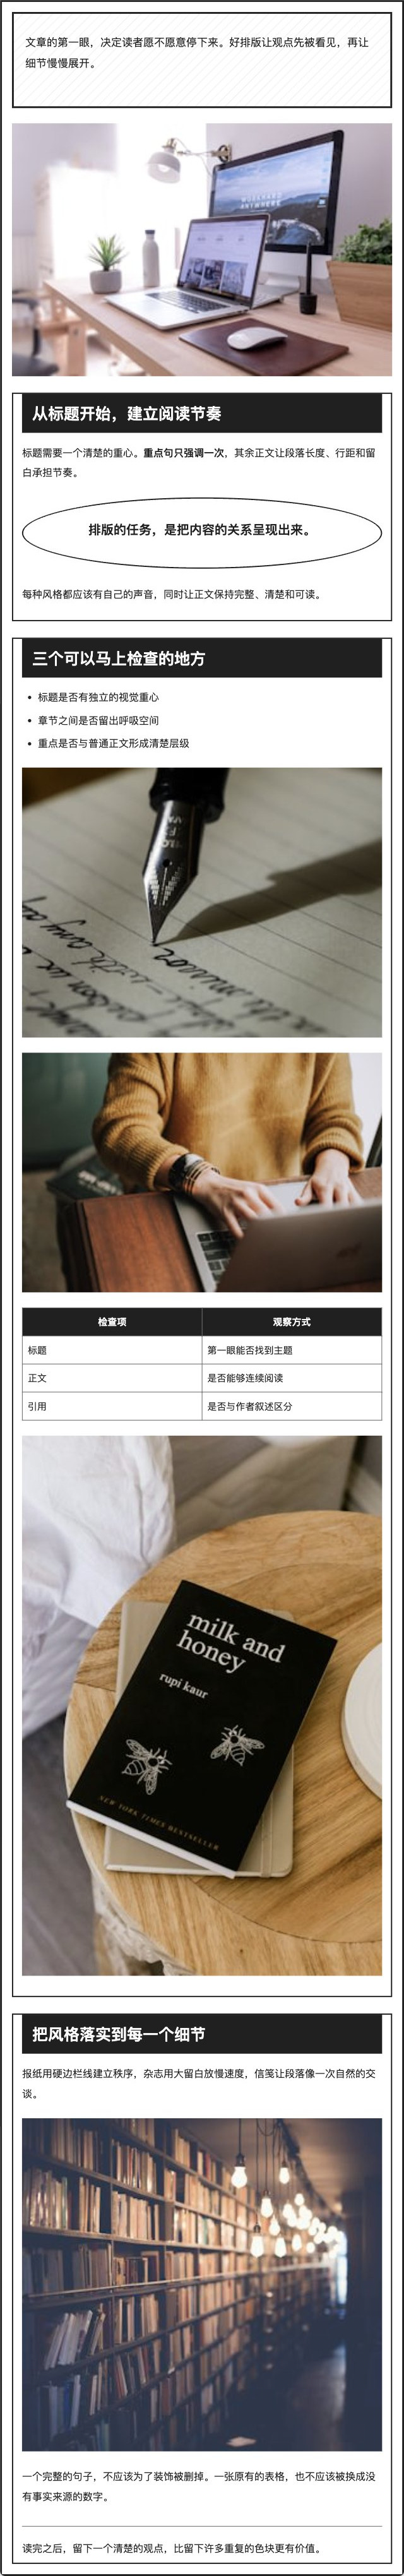 文章的第一眼，决定读者愿不愿意停下来。好排版让观点先被看见，再让
细节慢慢展开。
WORK HARD
ANYWHERE
从标题开始，建立阅读节奏
标题需要一个清楚的重心。重点句只强调一次，其余正文让段落长度、行距和留
白承担节奏。
排版的任务，是把内容的关系呈现出来。
每种风格都应该有自己的声音，同时让正文保持完整、清楚和可读。
三个可以马上检查的地方
• 标题是否有独立的视觉重心
• 章节之间是否留出呼吸空间
• 重点是否与普通正文形成清楚层级
检查项 观察方式
标题 第一眼能否找到主题
正文 是否能够连续阅读
引用 是否与作者叙述区分
milk and
honey
rupi kaur
NEW YORK TIMES BESTSELLER
把风格落实到每一个细节
报纸用硬边栏线建立秩序，杂志用大留白放慢速度，信笺让段落像一次自然的交
谈。
一个完整的句子，不应该为了装饰被删掉。一张原有的表格，也不应该被换成没
有事实来源的数字。
读完之后，留下一个清楚的观点，比留下许多重复的色块更有价值。